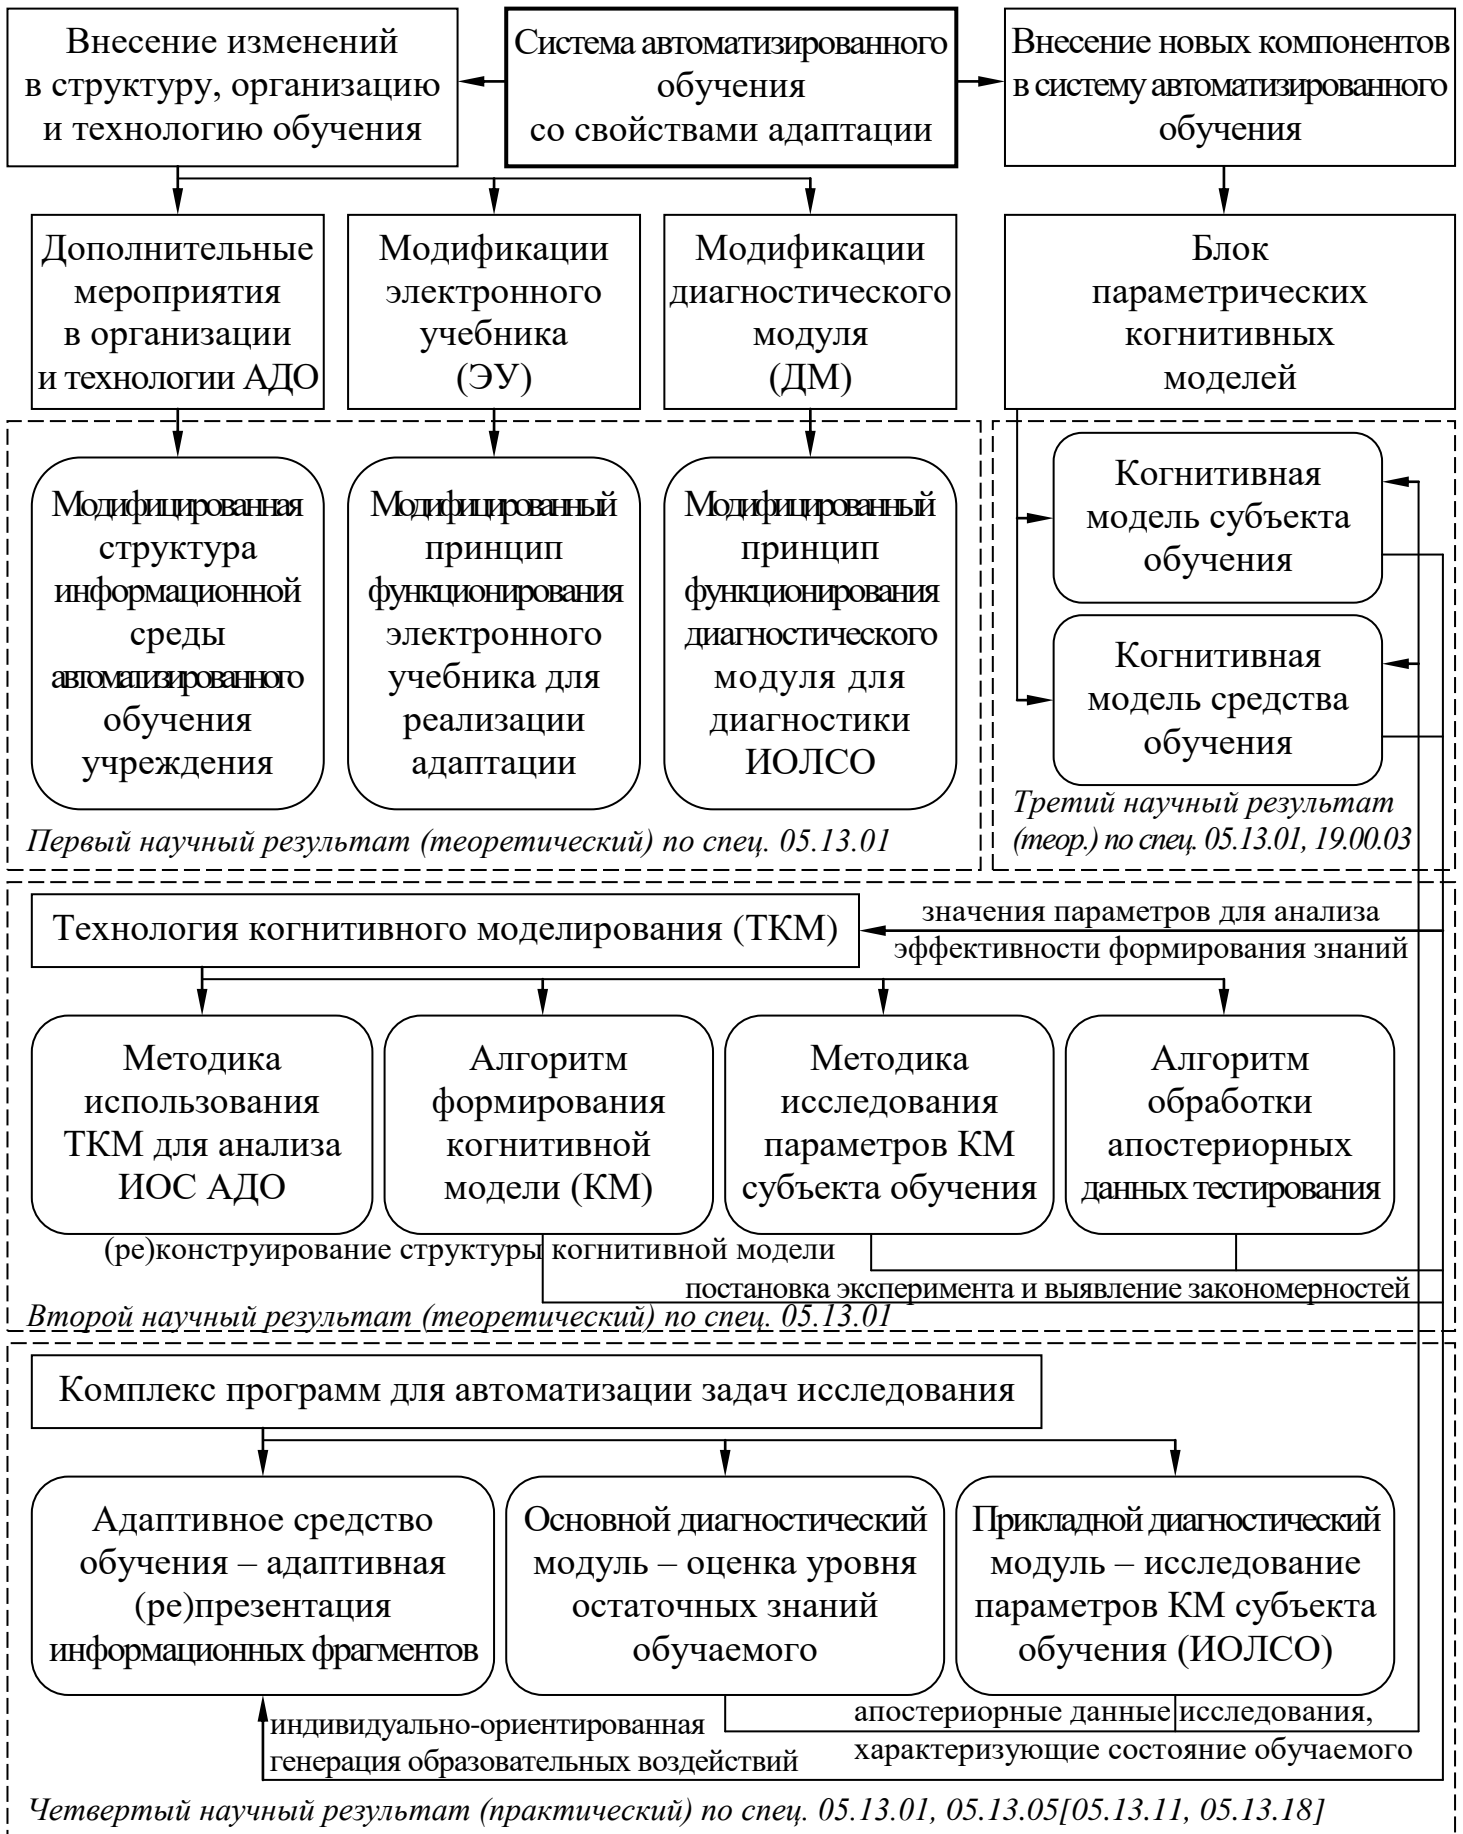 Внесение изменений
в структуру, организацию
и технологию обучения
Система автоматизированного
обучения
со свойствами адаптации
Внесение новых компонентов
в систему автоматизированного
обучения
Дополнительные
мероприятия
в организации
и технологии АДО
Модификации
электронного
учебника
(ЭУ)
Модификации
диагностического
модуля
(ДМ)
Блок
параметрических
когнитивных
моделей
Модифицированная
структура
информационной
среды
автоматизированного
обучения
учреждения
Модифицированный
принцип
функционирования
электронного
учебника для
реализации
адаптации
Модифицированный
принцип
функционирования
диагностического
модуля для
диагностики
ИОЛСО
Когнитивная
модель субъекта
обучения
Когнитивная
модель средства
обучения
Первый научный результат (теоретический) по спец. 05.13.01
Третий научный результат
(теор.) по спец. 05.13.01, 19.00.03
Технология когнитивного моделирования (ТКМ)
значения параметров для анализа
эффективности формирования знаний
Методика
использования
ТКМ для анализа
ИОС АДО
Алгоритм
формирования
когнитивной
модели (КМ)
Методика
исследования
параметров КМ
субъекта обучения
Алгоритм
обработки
апостериорных
данных тестирования
(ре)конструирование структуры когнитивной модели
постановка эксперимента и выявление закономерностей
Второй научный результат (теоретический) по спец. 05.13.01
Комплекс программ для автоматизации задач исследования
Адаптивное средство
обучения – адаптивная
(ре)презентация
информационных фрагментов
Основной диагностический
модуль – оценка уровня
остаточных знаний
обучаемого
Прикладной диагностический
модуль – исследование
параметров КМ субъекта
обучения (ИОЛСО)
индивидуально-ориентированная
генерация образовательных воздействий
апостериорные данные исследования,
характеризующие состояние обучаемого
Четвертый научный результат (практический) по спец. 05.13.01, 05.13.05[05.13.11, 05.13.18]